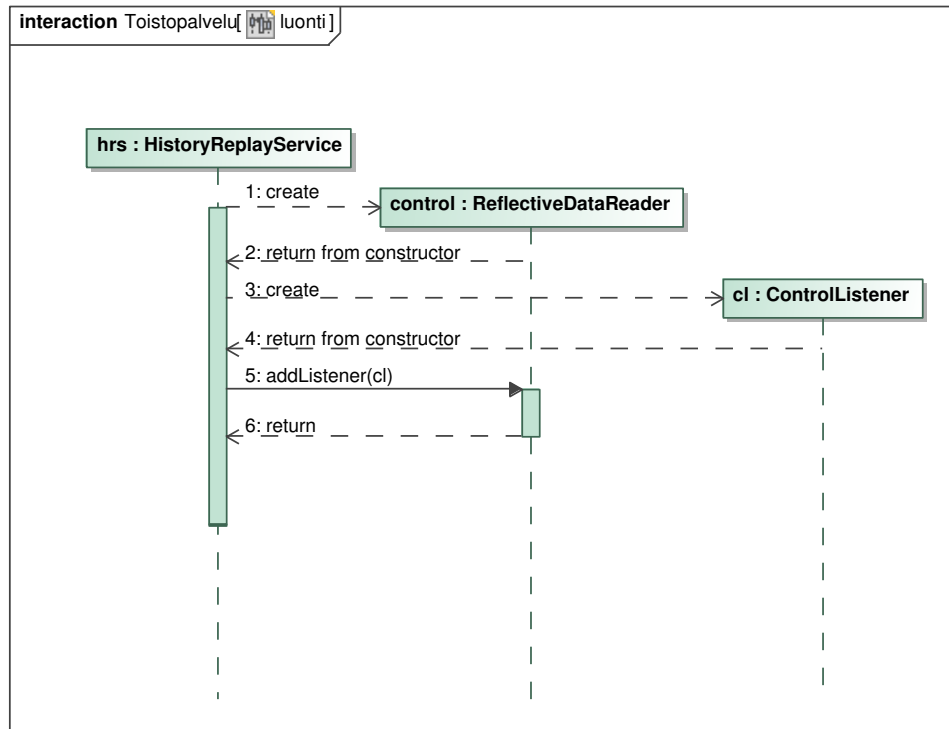 interaction Toistopalvelu[ luonti ]
hrs : HistoryReplayService
1: create
control : ReflectiveDataReader
2: return from constructor
3: create
cl : ControlListener
4: return from constructor
5: addListener(cl)
6: return